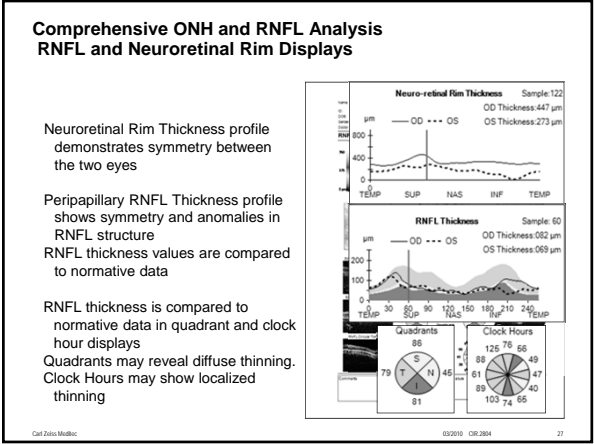 Comprehensive ONH and RNFL Analysis
RNFL and Neuroretinal Rim Displays
Neuroretinal Rim Thickness profile
demonstrates symmetry between
the two eyes
Peripapillary RNFL Thickness profile
shows symmetry and anomalies in
RNFL structure
RNFL thickness values are compared
to normative data
RNFL thickness is compared to
normative data in quadrant and clock
hour displays
Quadrants may reveal diffuse thinning.
Clock Hours may show localized
thinning
Neuro-retinal Rim Thickness Sample:122
OD Thickness:447 µm
µm OD OS OS Thickness:273 µm
800
400
0
TEMP SUP NAS INF TEMP
RNFL Thickness Sample: 60
OD Thickness:082 µm
µm OD OS OS Thickness:069 µm
200
100
0
0 30 60 90 120 150 180 210 240
TEMP SUP NAS INF TEMP
Quadrants
86
S
79 T N 45
I
81
Clock Hours
125 76 56
88 49
61 47
89 40
103 74 65
Comments
Carl Zeiss Meditec 03/2010 CIR.2804 27